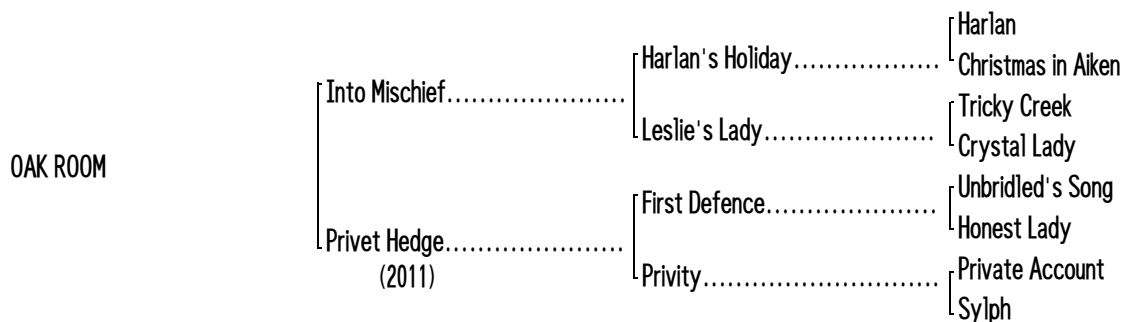 Harlan
Harlan's Holiday..................
Christmas in Aiken
Into Mischief......................
Tricky Creek
Leslie's Lady.....................
Crystal Lady
OAK ROOM
Unbridled's Song
First Defence.....................
Honest Lady
Privet Hedge......................
(2011)
Private Account
Privity.............................
Sylph